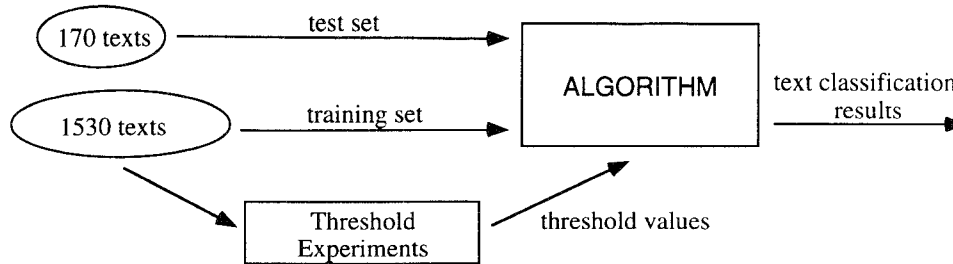 170 texts
test set
ALGORITHM
text classification
results
1530 texts
training set
Threshold
Experiments
threshold values